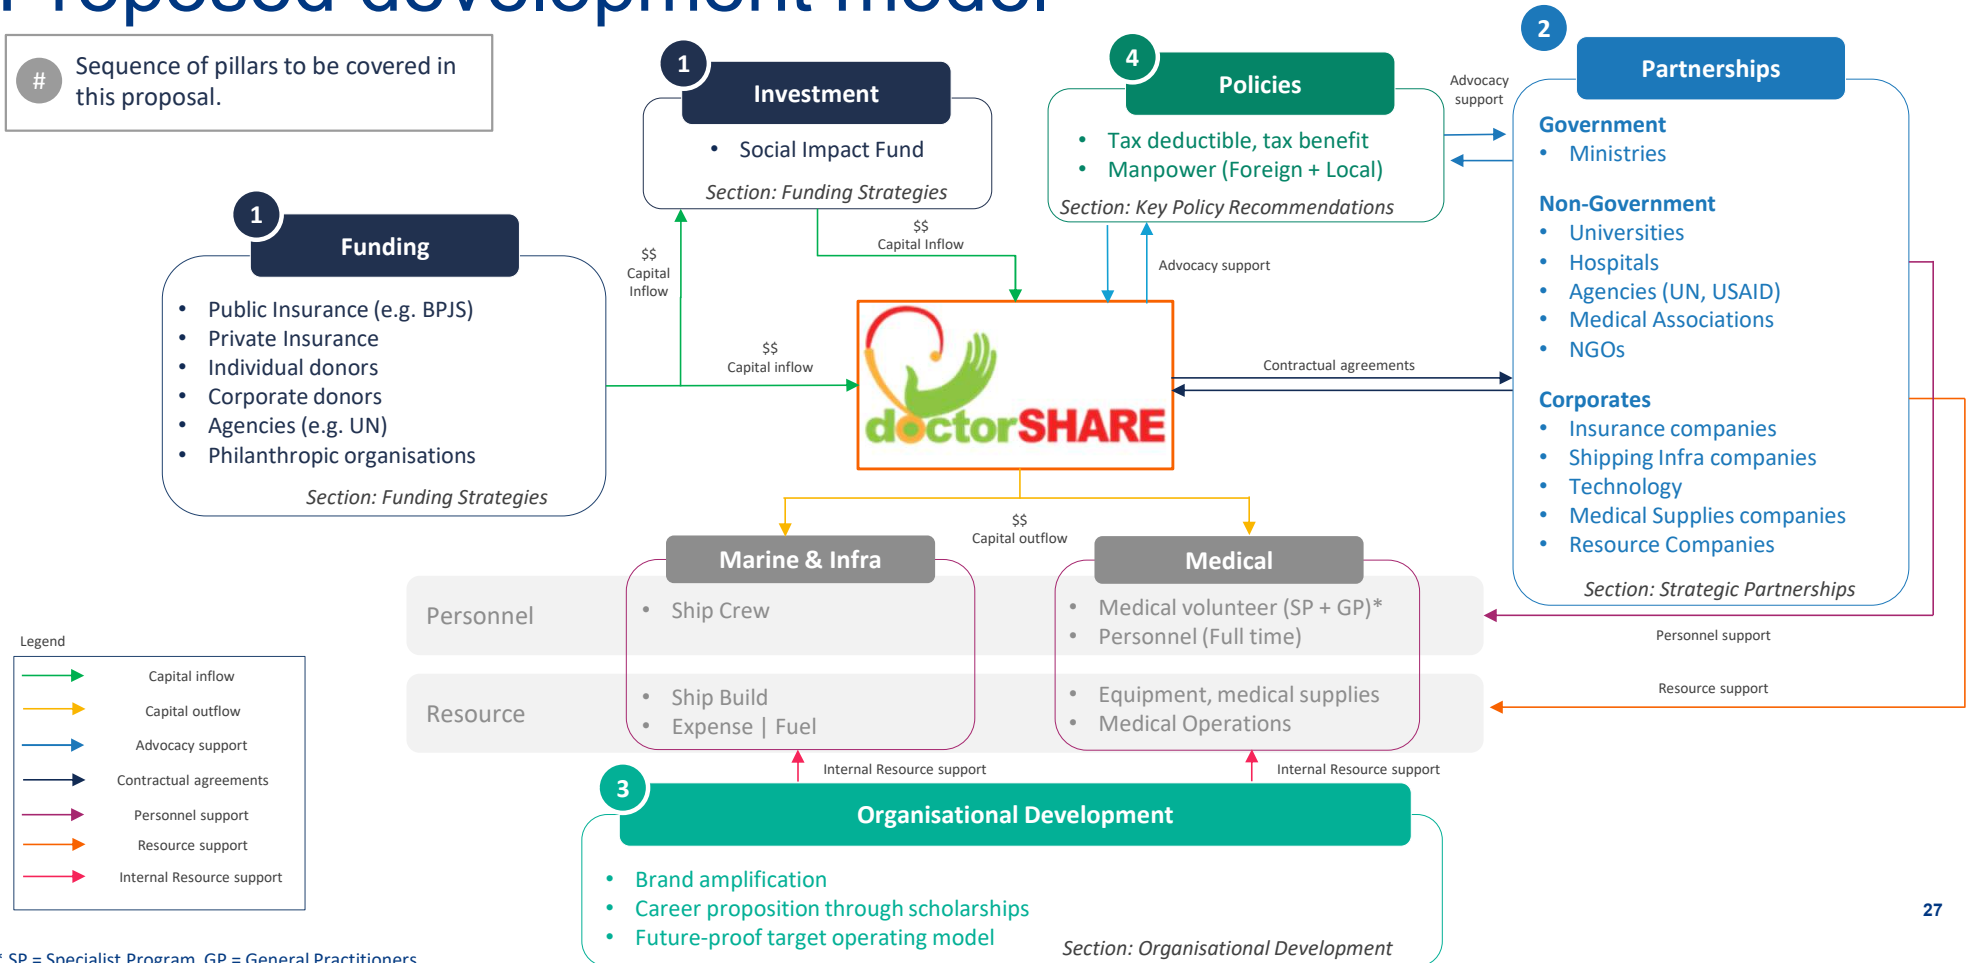 Proposed development model
#
Sequence of pillars to be covered in
this proposal.
1
Investment
• Social Impact Fund
Section: Funding Strategies
4
Policies
• Tax deductible, tax benefit
• Manpower (Foreign + Local)
Section: Key Policy Recommendations
Advocacy
support
2
Partnerships
Government
• Ministries
Non-Government
• Universities
• Hospitals
• Agencies (UN, USAID)
• Medical Associations
• NGOs
Corporates
• Insurance companies
• Shipping Infra companies
• Technology
• Medical Supplies companies
• Resource Companies
Section: Strategic Partnerships
1
Funding
• Public Insurance (e.g. BPJS)
• Private Insurance
• Individual donors
• Corporate donors
• Agencies (e.g. UN)
• Philanthropic organisations
Section: Funding Strategies
$$
Capital
Inflow
$$
Capital Inflow
Advocacy support
$$
Capital inflow
doctorSHARE
Contractual agreements
$$
Capital outflow
Marine & Infra
Medical
Personnel
• Ship Crew
• Medical volunteer (SP + GP)*
• Personnel (Full time)
Personnel support
Resource
• Ship Build
• Expense | Fuel
• Equipment, medical supplies
• Medical Operations
Resource support
Internal Resource support
Internal Resource support
Legend
Capital inflow
Capital outflow
Advocacy support
Contractual agreements
Personnel support
Resource support
Internal Resource support
3
Organisational Development
• Brand amplification
• Career proposition through scholarships
• Future-proof target operating model
Section: Organisational Development
27
* SP = Specialist Program, GP = General Practitioners